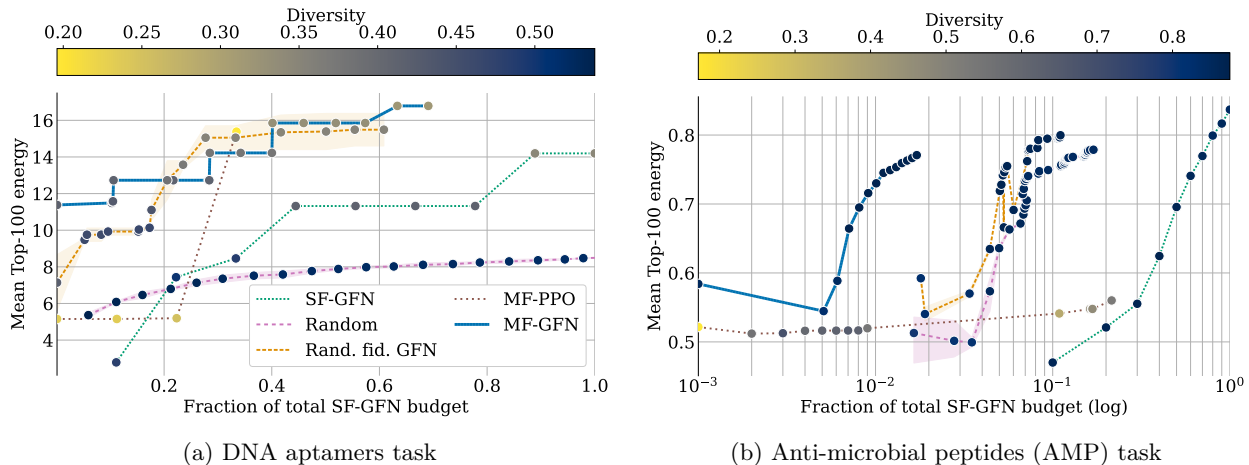 Diversity
0.20 0.25 0.30 0.35 0.40 0.45 0.50
Mean Top-100 energy
16
14
12
10
8
6
4
SF-GFN
Random
Rand. fid. GFN
MF-PPO
MF-GFN
0.2 0.4 0.6 0.8 1.0
Fraction of total SF-GFN budget
(a) DNA aptamers task
Diversity
0.2 0.3 0.4 0.5 0.6 0.7 0.8
Mean Top-100 energy
0.8
0.7
0.6
0.5
10⁻³ 10⁻² 10⁻¹ 10⁰
Fraction of total SF-GFN budget (log)
(b) Anti-microbial peptides (AMP) task